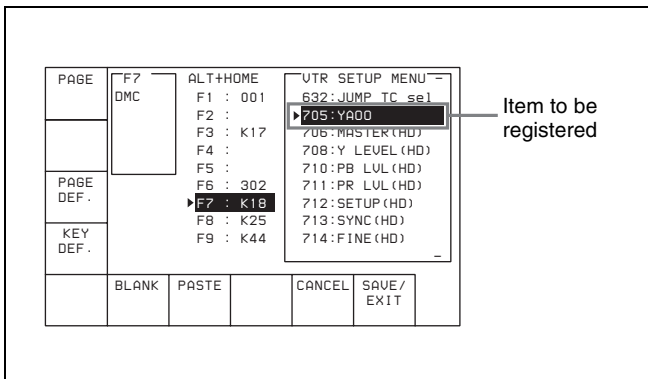 PAGE
PAGE
DEF.
KEY
DEF.
F7
DMC
ALT+HOME
F1 : 001
F2 :
F3 : K17
F4 :
F5 :
F6 : 302
▶F7 : K18
F8 : K25
F9 : K44
VTR SETUP MENU
632:JUMP TC sel
▶705:YAOO
706:MASTER(HD)
708:Y LEVEL(HD)
710:PB LVL(HD)
711:PR LVL(HD)
712:SETUP(HD)
713:SYNC(HD)
714:FINE(HD)
BLANK
PASTE
CANCEL
SAVE/
EXIT
Item to be
registered